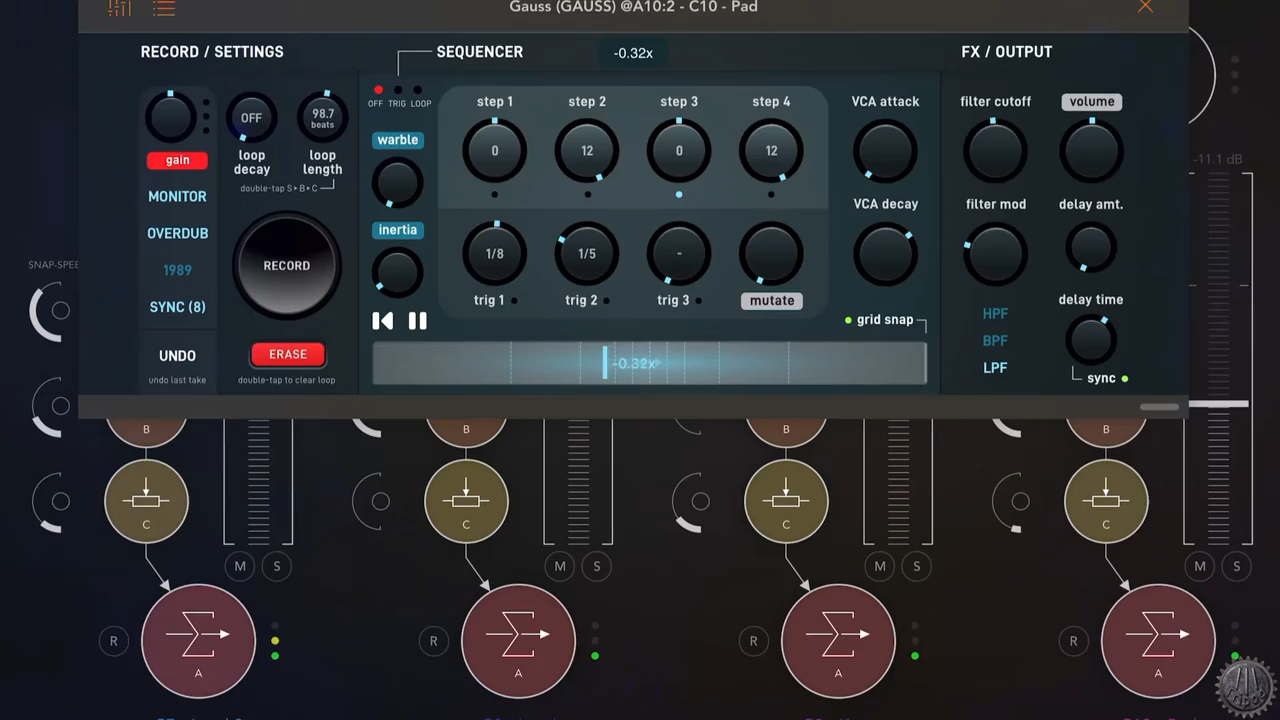 Gauss (GAUSS) @A10:2 - C10 - Pad
RECORD / SETTINGS
SEQUENCER
-0.32x
FX / OUTPUT
OFF TRIG LOOP
step 1
step 2
step 3
step 4
VCA attack
filter cutoff
volume
OFF
98.7
beats
warble
0
12
0
12
gain
loop
decay
loop
length
double-tap S▸B▸C
-11.1 dB
MONITOR
VCA decay
filter mod
delay amt.
OVERDUB
inertia
1/8
1/5
-
RECORD
SNAP-SPEE
1989
trig 1
trig 2
trig 3
mutate
delay time
SYNC (8)
grid snap
HPF
BPF
LPF
UNDO
ERASE
-0.32x
undo last take
double-tap to clear loop
sync
B
B
B
B
C
C
C
C
M
S
M
S
M
S
M
S
R
R
R
R
A
A
A
A